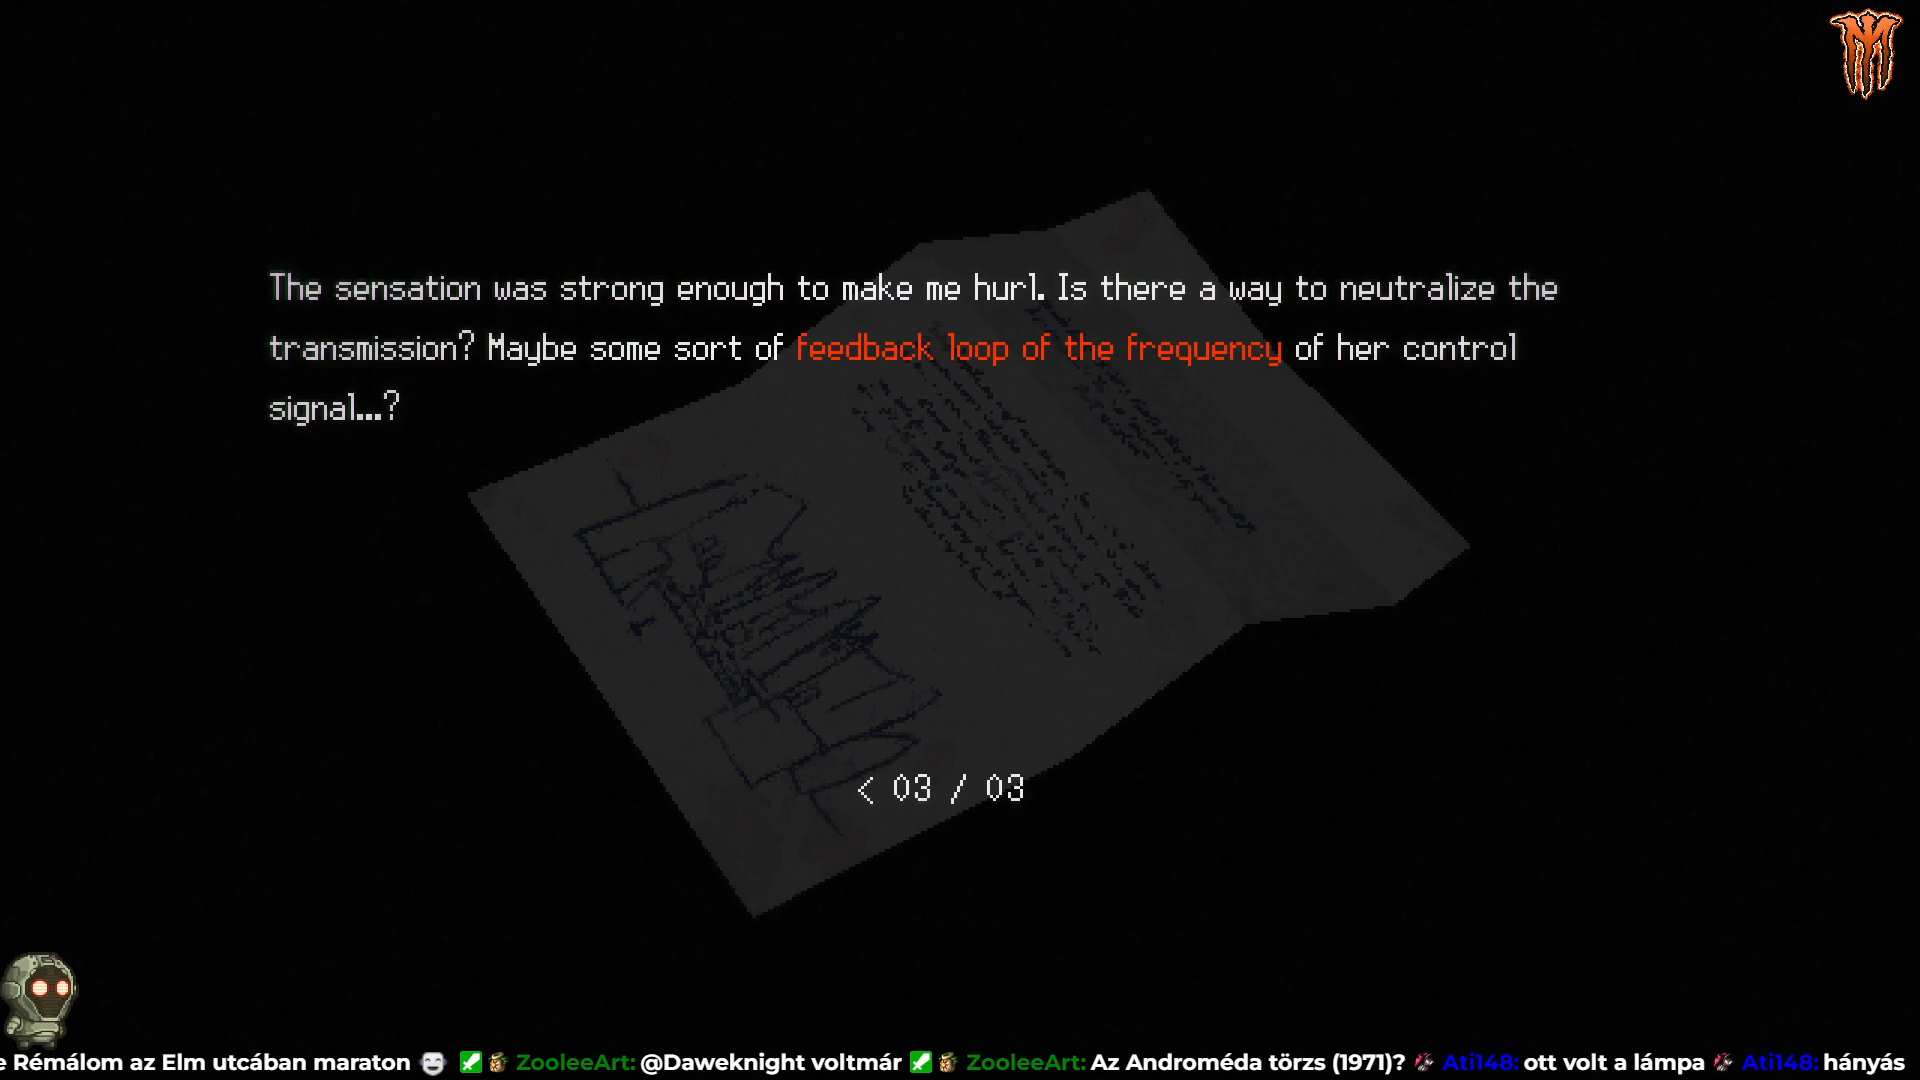 The sensation was strong enough to make me hurl. Is there a way to neutralize the
transmission? Maybe some sort of feedback loop of the frequency of her control
signal...?
< 03 / 03
e Rémálom az Elm utcában maraton ZooleeArt: @Daweknight voltmár ZooleeArt: Az Androméda törzs (1971)? Ati148: ott volt a lámpa Ati148: hányás